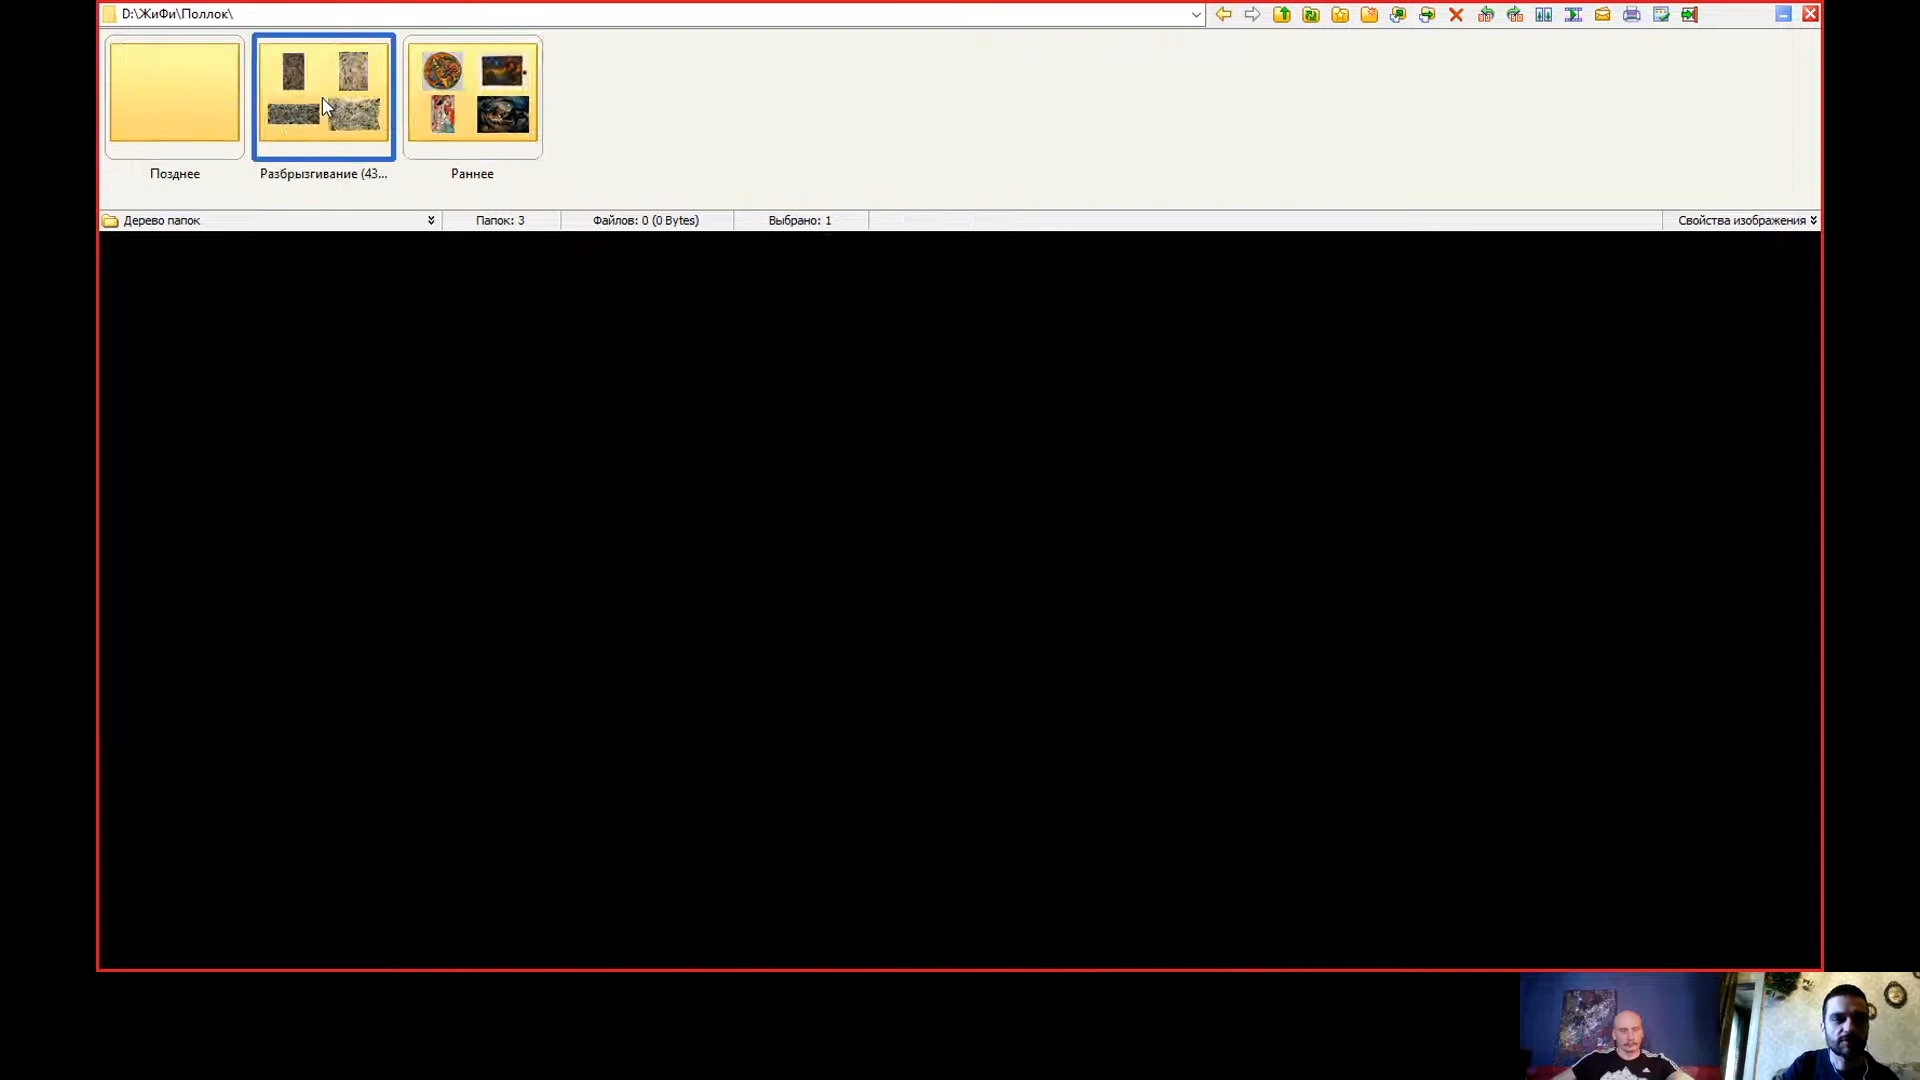 D:\ЖиФи\Поллок\
Позднее
Разбрызгивание (43...
Раннее
Дерево папок
Папок: 3
Файлов: 0 (0 Bytes)
Выбрано: 1
Свойства изображения